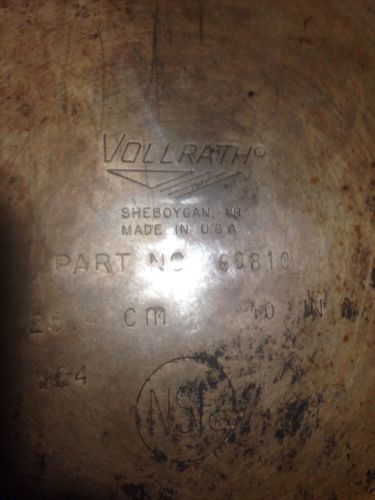 VOLLRATH®
SHEBOYGAN, WI
MADE IN U.S.A
PART NO 69810
25.4 CM 10 IN
NSF®